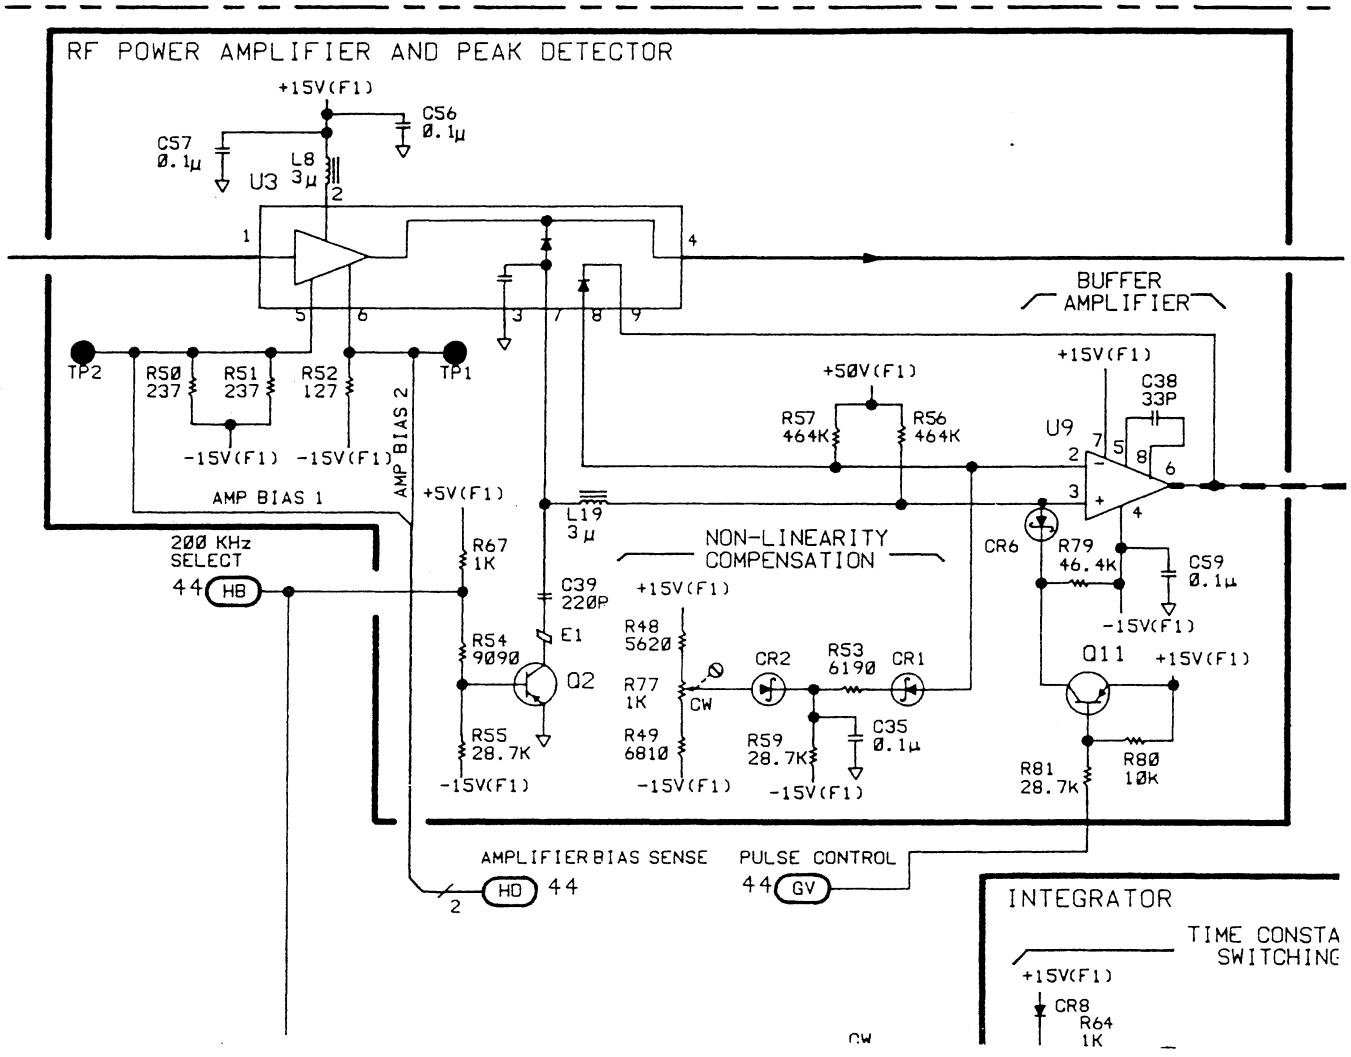 RF POWER AMPLIFIER AND PEAK DETECTOR
+15V(F1)
C56
0.1µ
C57
0.1µ
L8
3µ
2
U3
1
4
5
6
3
7
8
9
BUFFER
AMPLIFIER
TP2
R50
237
R51
237
R52
127
TP1
-15V(F1)
-15V(F1)
AMP BIAS 2
AMP BIAS 1
+50V(F1)
R57
464K
R56
464K
+15V(F1)
C38
33P
U9
7
5
8
2
-
6
3
+
4
+5V(F1)
L19
3µ
200 KHz
SELECT
44
HB
R67
1K
NON-LINEARITY
COMPENSATION
CR6
R79
46.4K
C59
0.1µ
C39
220P
+15V(F1)
-15V(F1)
R54
9090
E1
R48
5620
Q2
R77
1K
CW
CR2
R53
6190
CR1
Q11
+15V(F1)
R55
28.7K
R49
6810
R59
28.7K
C35
0.1µ
R81
28.7K
R80
10K
-15V(F1)
-15V(F1)
-15V(F1)
AMPLIFIER BIAS SENSE
PULSE CONTROL
2
HD
44
44
GV
INTEGRATOR
TIME CONSTA
SWITCHING
+15V(F1)
CR8
R64
1K
CW